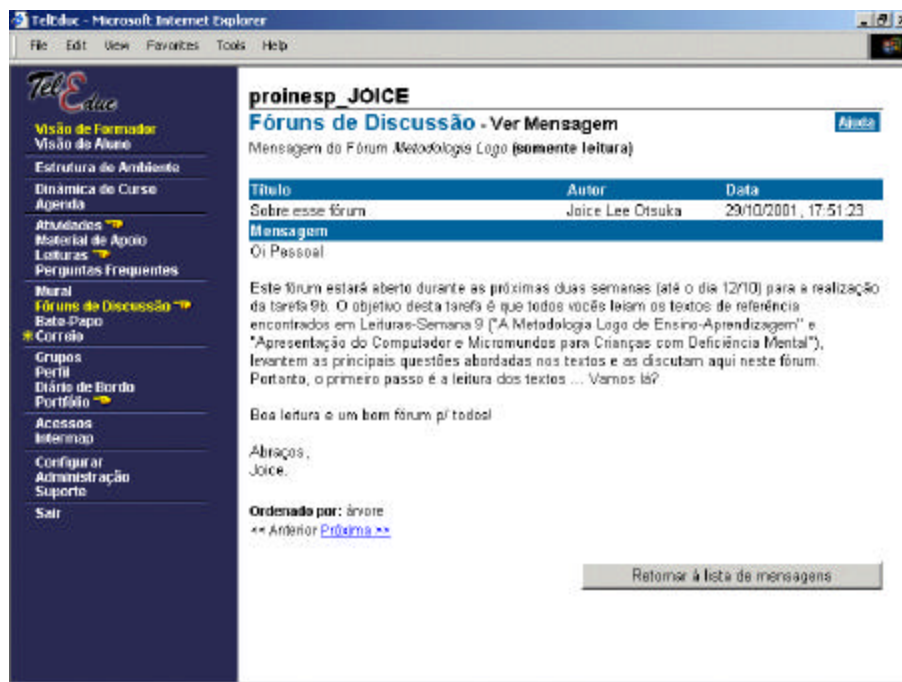 TelEduc - Microsoft Internet Explorer
File Edit View Favorites Tools Help
TelEduc
Visão de Formador
Visão de Aluno
Estrutura do Ambiente
Dinâmica do Curso
Agenda
Atividades
Material de Apoio
Leituras
Perguntas Frequentes
Mural
Fóruns de Discussão
Bate-Papo
Correio
Grupos
Perfil
Diário de Bordo
Portfólio
Acessos
Intermap
Configurar
Administração
Suporte
Sair
proinesp_JOICE
Fóruns de Discussão - Ver Mensagem
Ajuda
Mensagem do Fórum Metodologia Logo (somente leitura)
Título Autor Data
Sobre esse fórum Joice Lee Otsuka 29/10/2001, 17:51:23
Mensagem
Oi Pessoal
Este fórum estará aberto durante as próximas duas semanas (até o dia 12/10) para a realização
da tarefa 9b. O objetivo desta tarefa é que todos vocês leiam os textos de referência
encontrados em Leituras-Semana 9 ("A Metodologia Logo de Ensino-Aprendizagem" e
"Apresentação do Computador e Micromundos para Crianças com Deficiência Mental"),
levantem as principais questões abordadas nos textos e as discutam aqui neste fórum.
Portanto, o primeiro passo é a leitura dos textos ... Vamos lá?
Boa leitura e um bom fórum p/ todos!
Abraços,
Joice.
Ordenado por: árvore
<< Anterior Próxima >>
Retornar à lista de mensagens